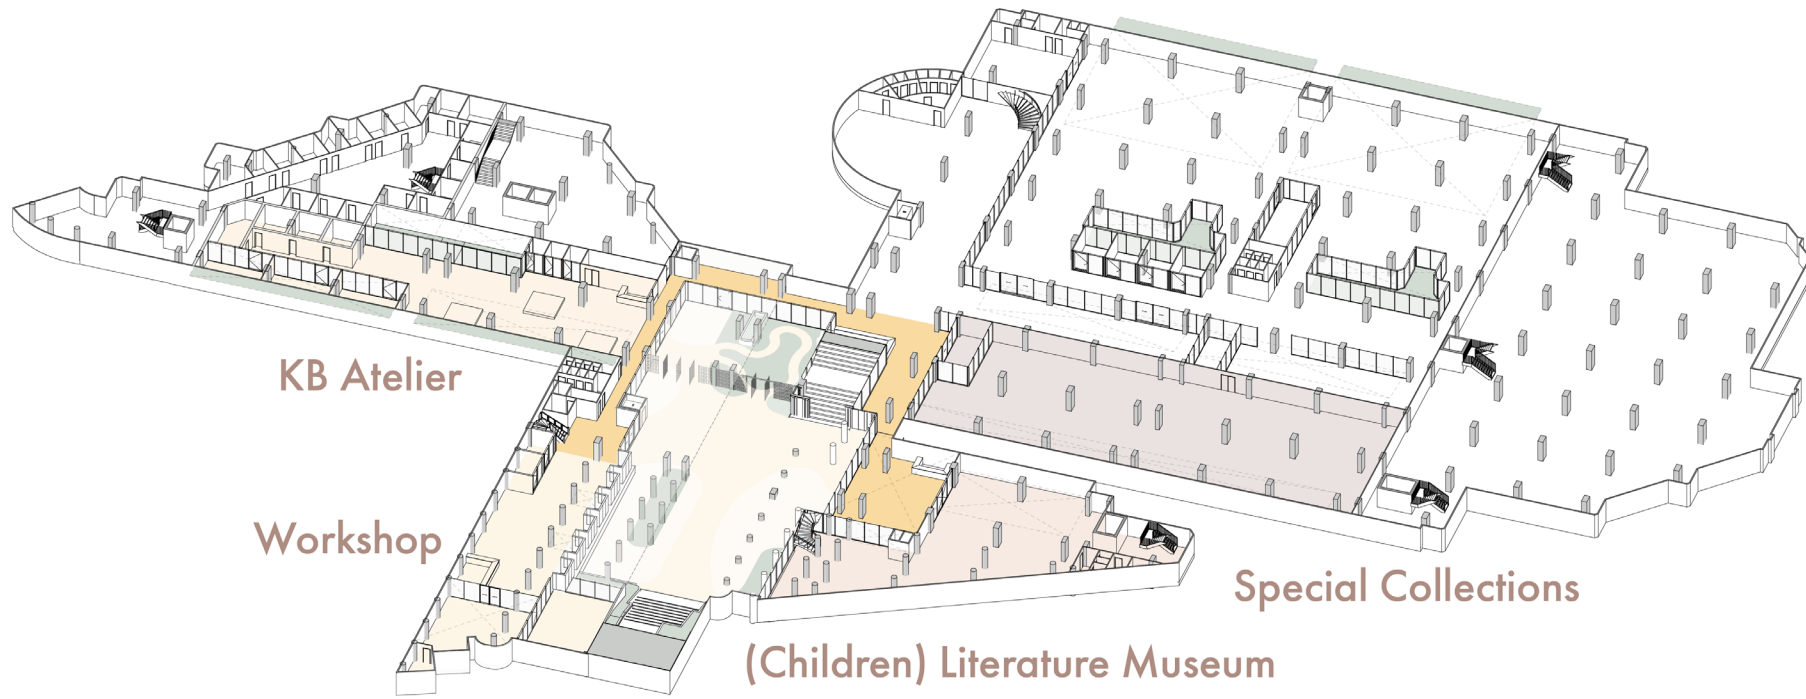 KB Atelier
Workshop
Special Collections
(Children) Literature Museum